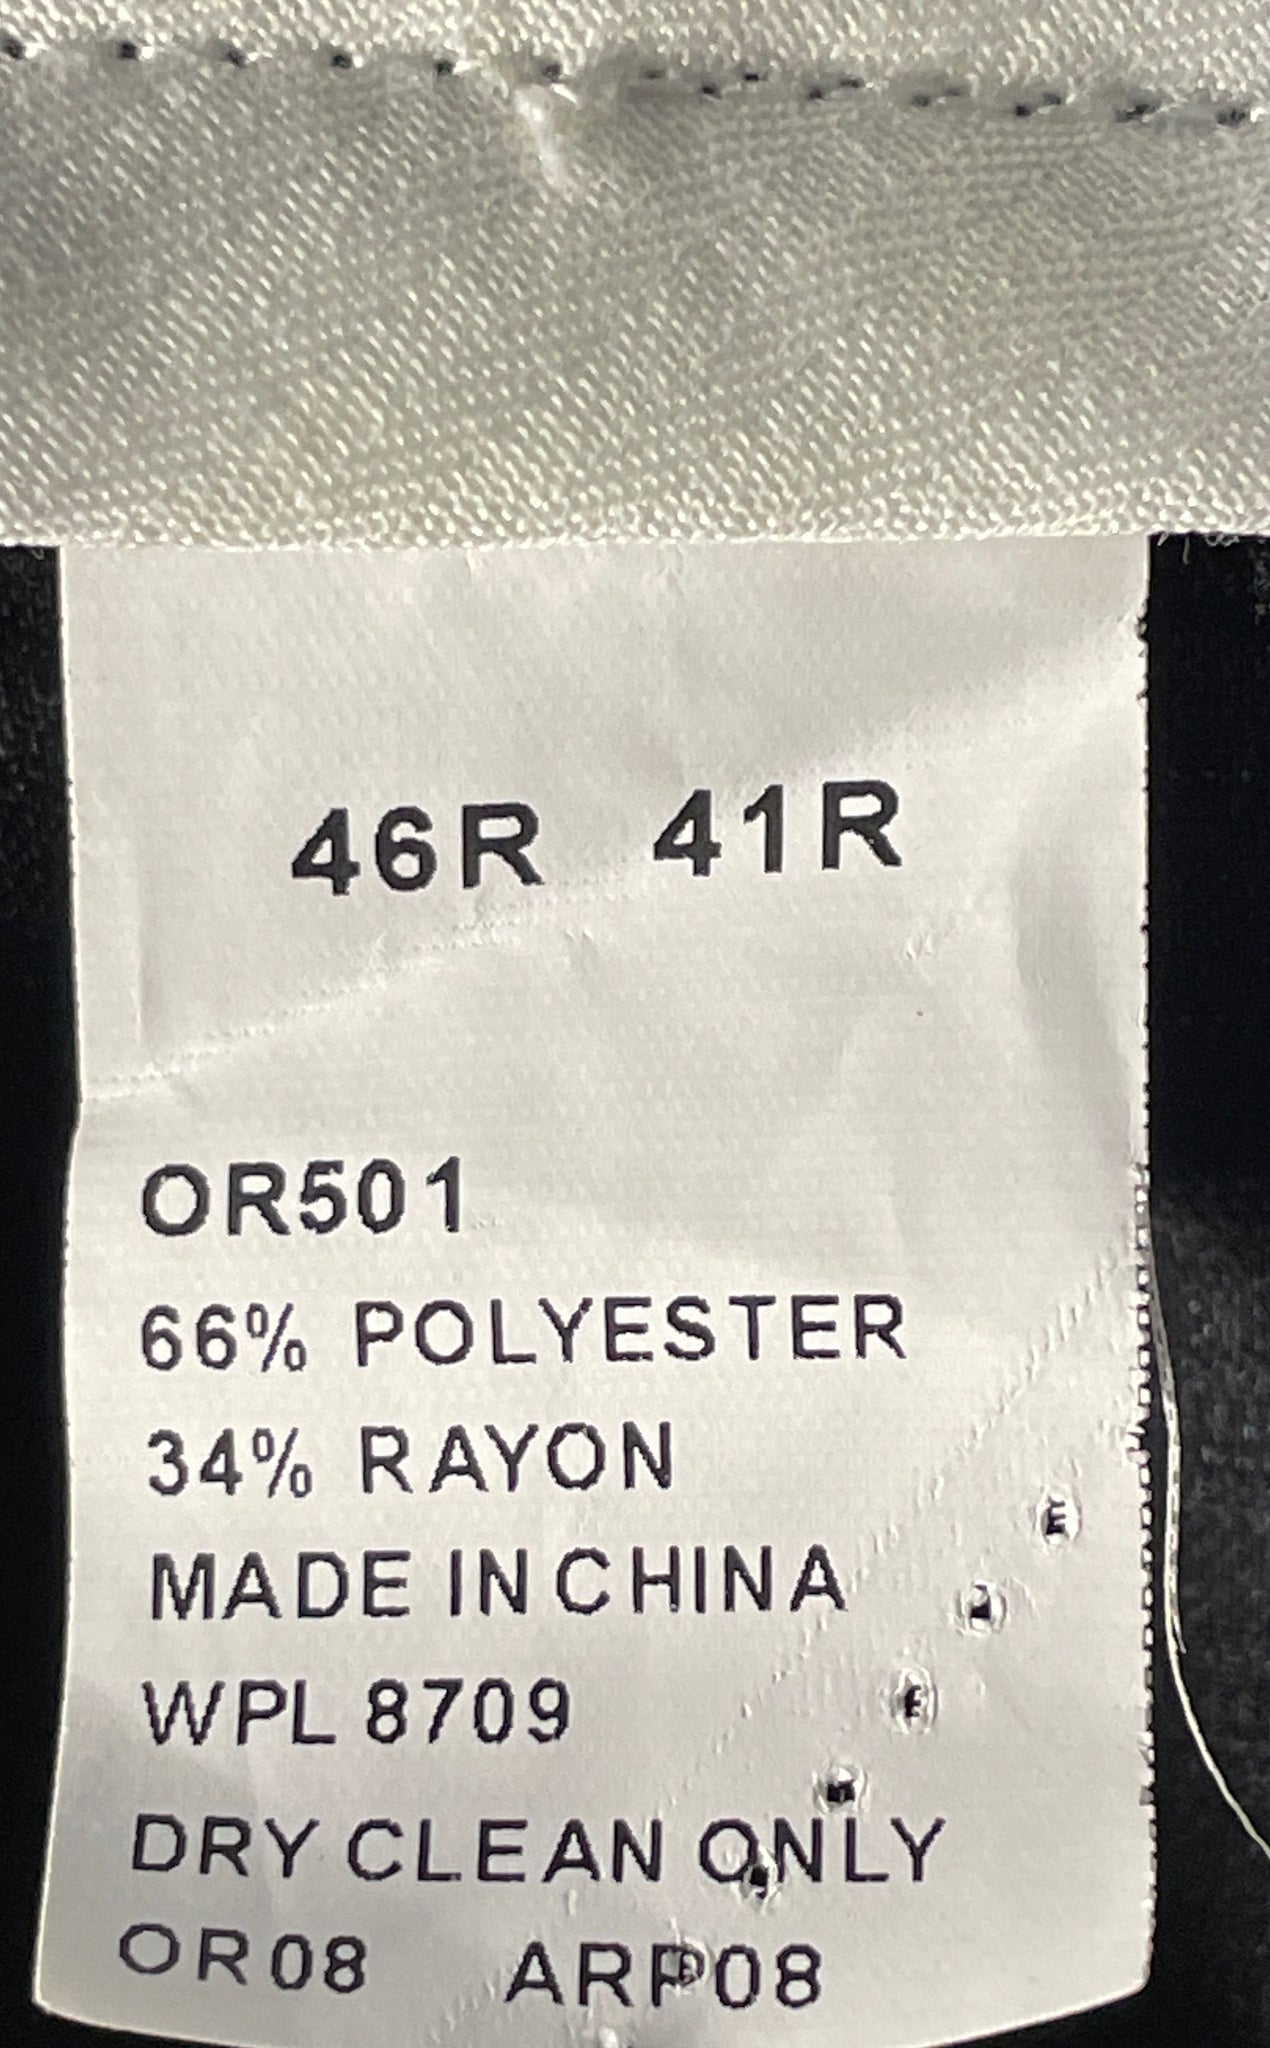 46R 41R
OR501
66% POLYESTER
34% RAYON
MADE IN CHINA
WPL 8709
DRY CLEAN ONLY
OR08 ARP08